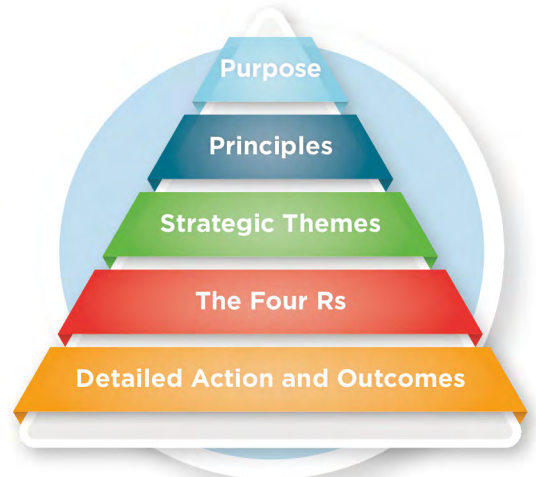 Purpose
Principles
Strategic Themes
The Four Rs
Detailed Action and Outcomes